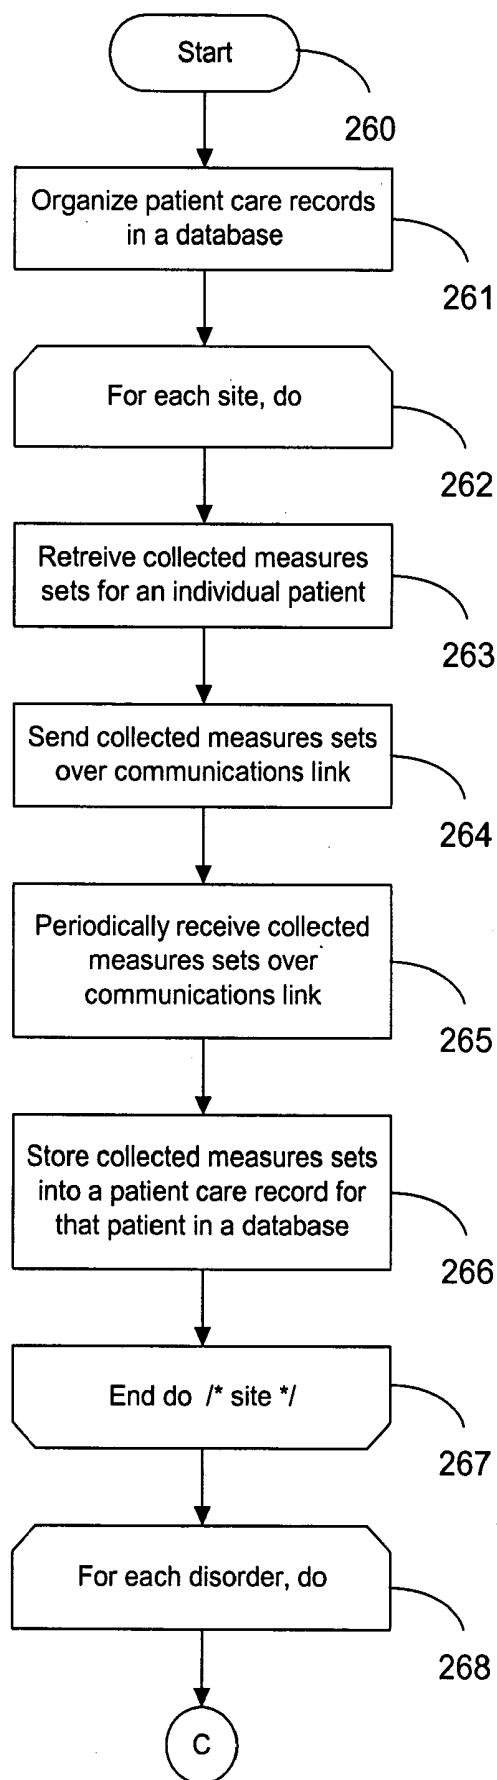 Start
260
Organize patient care records
in a database
261
For each site, do
262
Retreive collected measures
sets for an individual patient
263
Send collected measures sets
over communications link
264
Periodically receive collected
measures sets over
communications link
265
Store collected measures sets
into a patient care record for
that patient in a database
266
End do /* site */
267
For each disorder, do
268
C